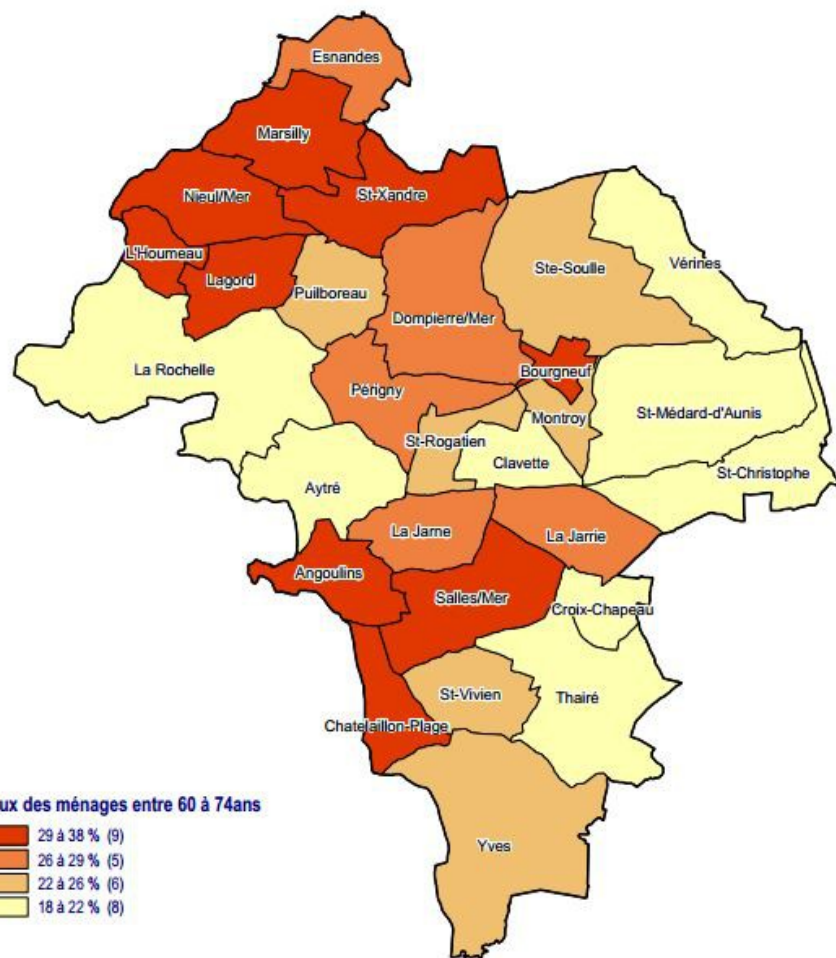 Esnandes
Marsilly
Nieul/Mer
St-Xandre
L'Houmeau
Lagord
Puilboreau
Ste-Soulle
Vérines
Dompierre/Mer
La Rochelle
Périgny
Bourgneuf
Montroy
St-Médard-d'Aunis
St-Rogatien
Clavette
St-Christophe
Aytré
La Jarne
La Jarrie
Angoulins
Salles/Mer
Croix-Chapeau
St-Vivien
Thairé
Chatelaillon-Plage
Yves
ux des ménages entre 60 à 74ans
29 à 38 % (9)
26 à 29 % (5)
22 à 26 % (6)
18 à 22 % (8)